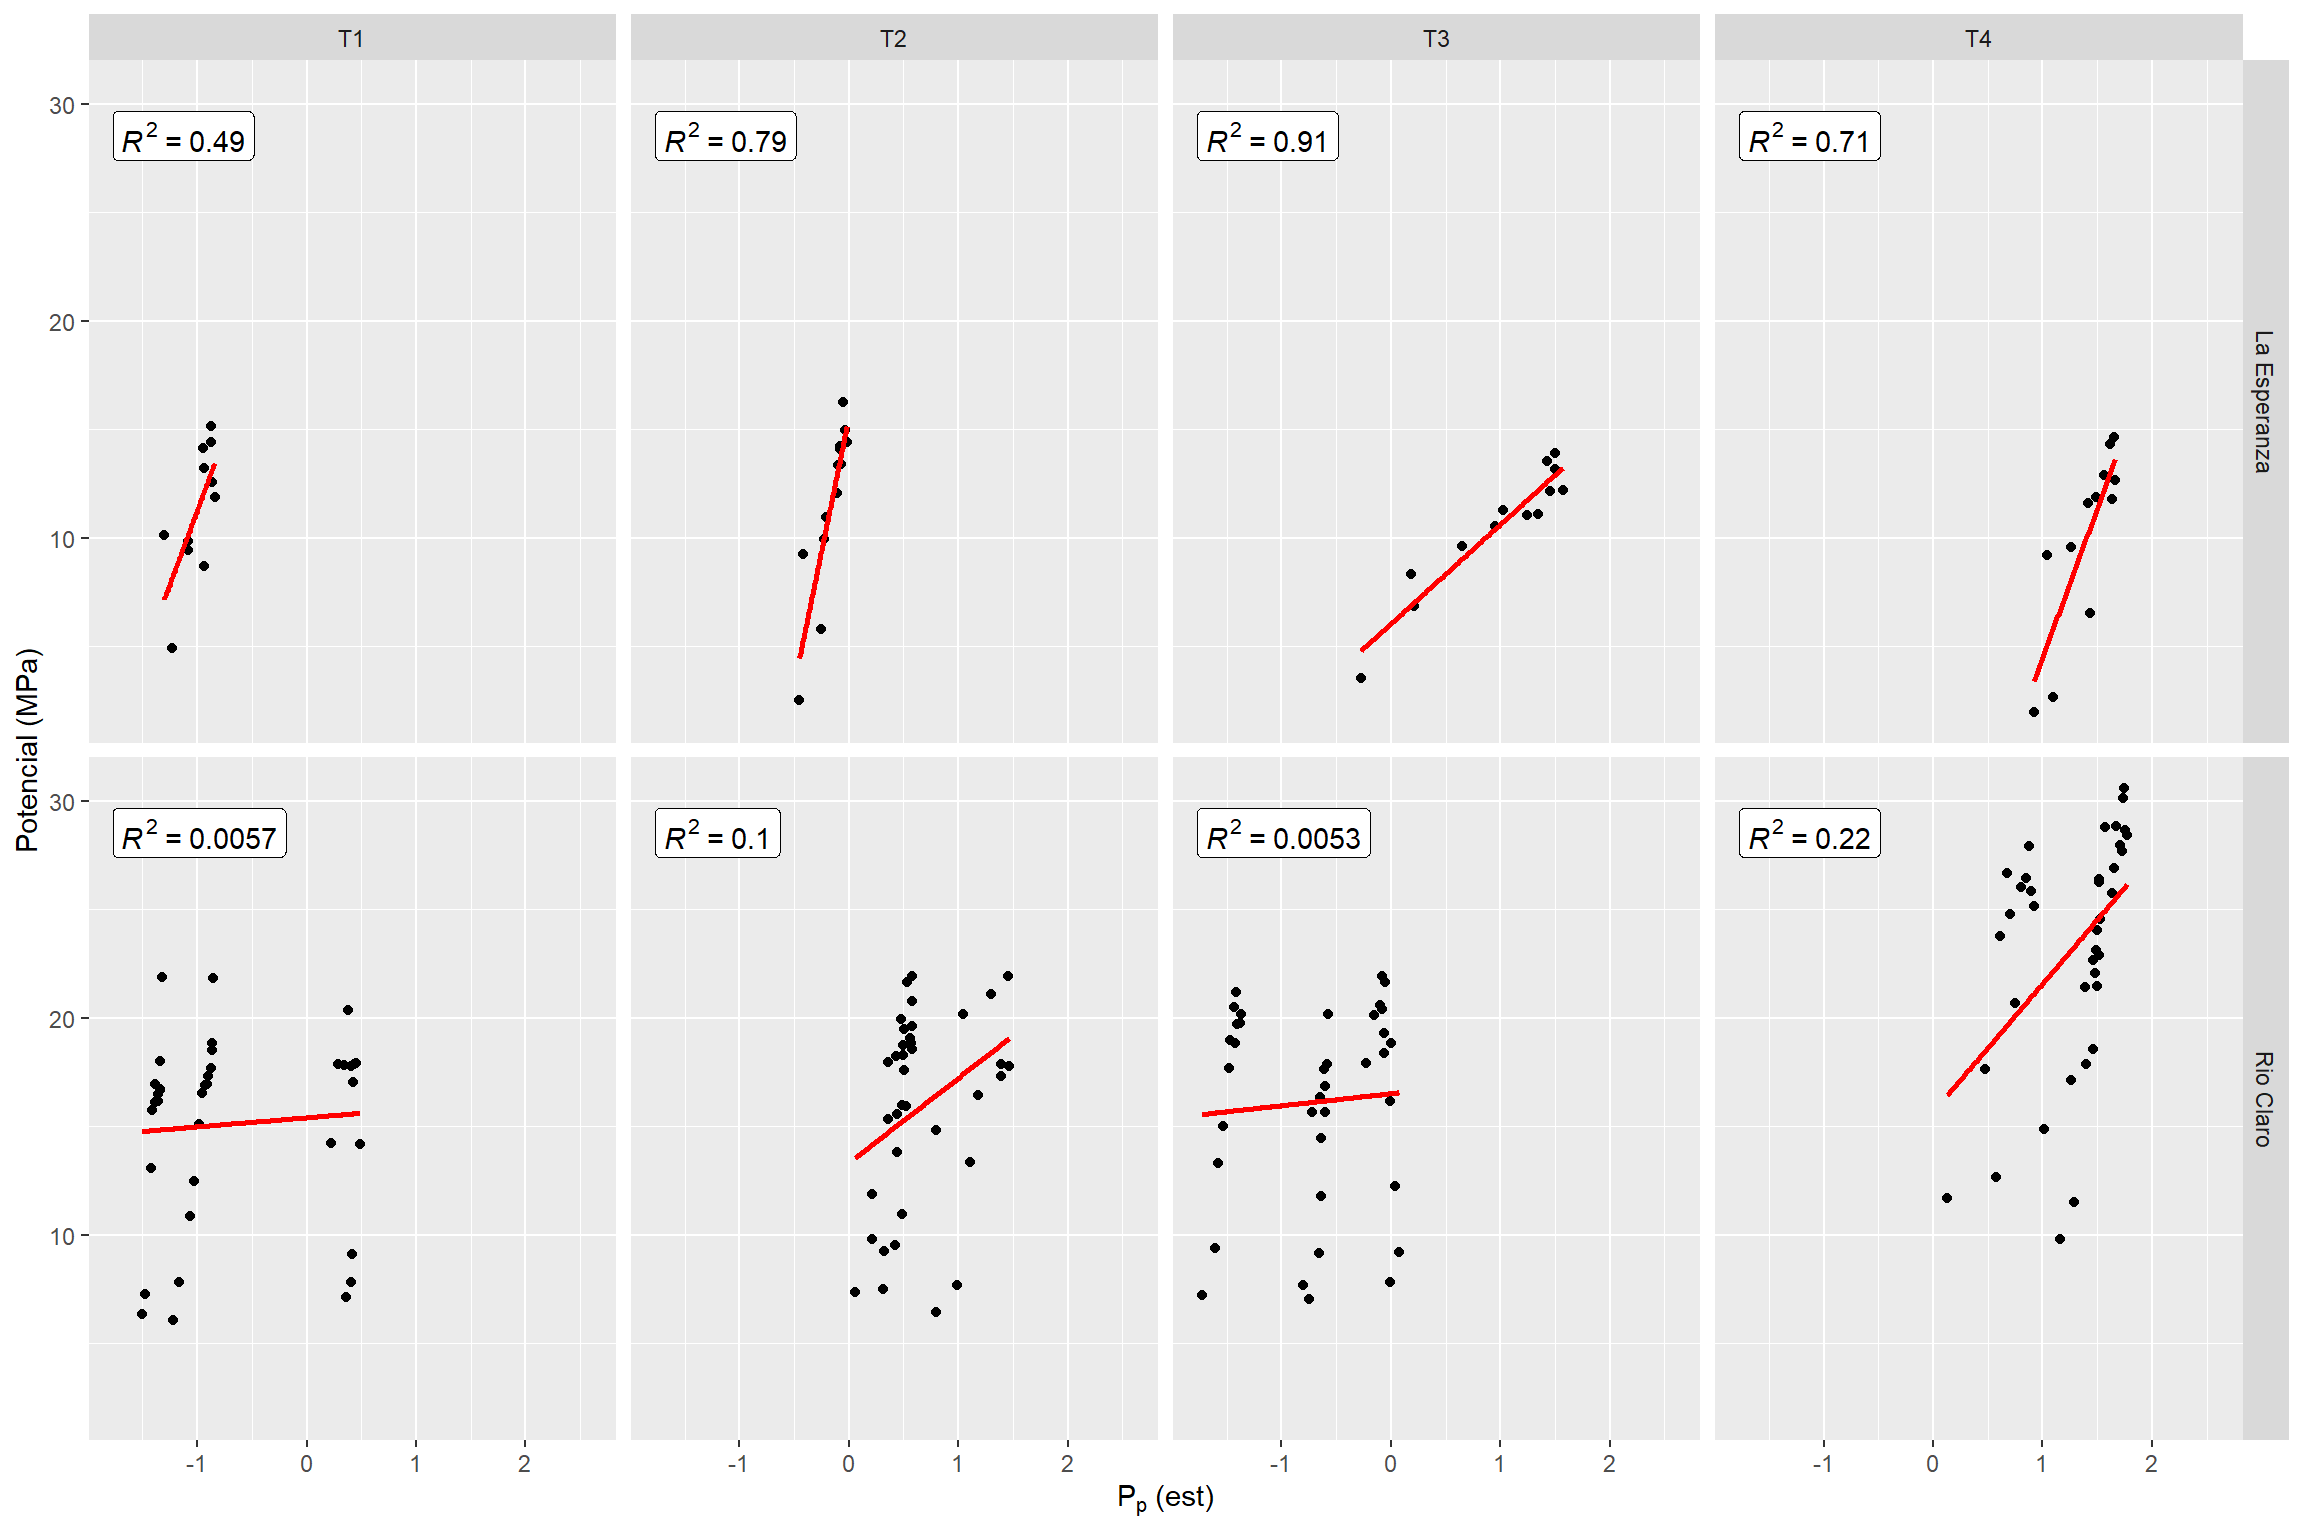 T1 T2 T3 T4
30
R² = 0.49 R² = 0.79 R² = 0.91 R² = 0.71
20
La Esperanza
10
Potencial (MPa)
30
R² = 0.0057 R² = 0.1 R² = 0.0053 R² = 0.22
20
Rio Claro
10
-1 0 1 2 -1 0 1 2 -1 0 1 2 -1 0 1 2
Pₚ (est)